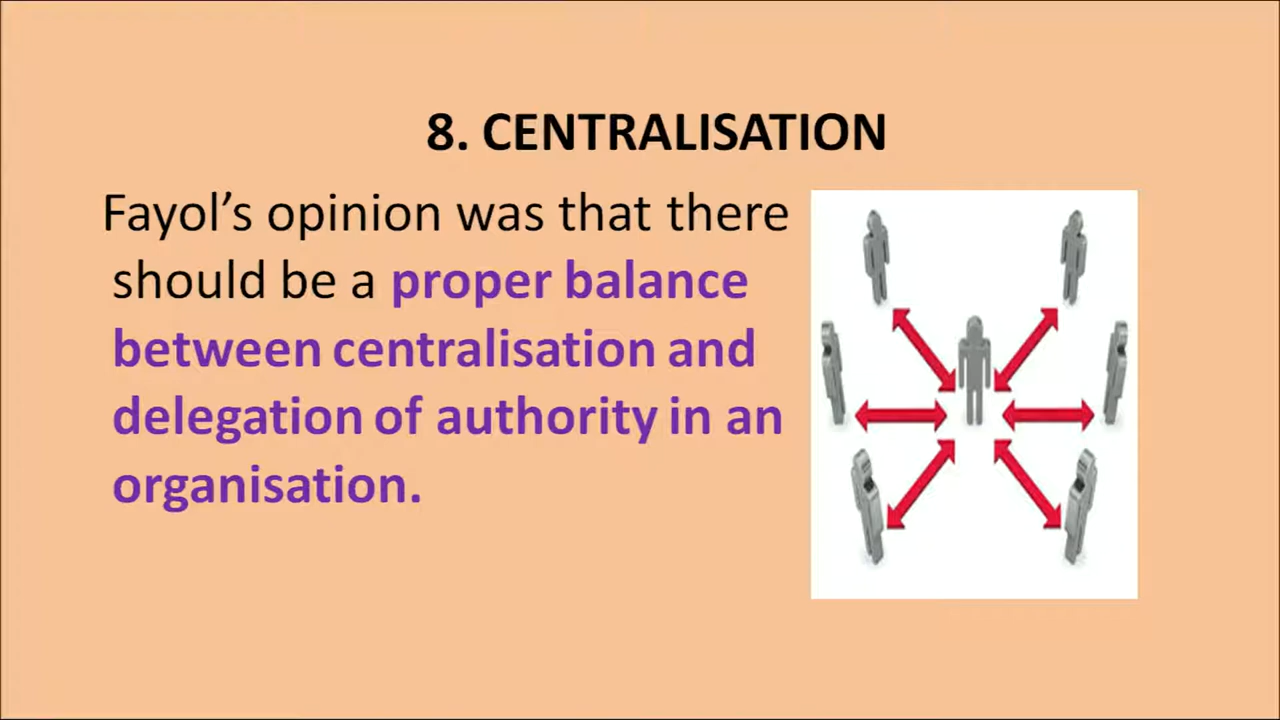 8. CENTRALISATION
Fayol’s opinion was that there
should be a proper balance
between centralisation and
delegation of authority in an
organisation.